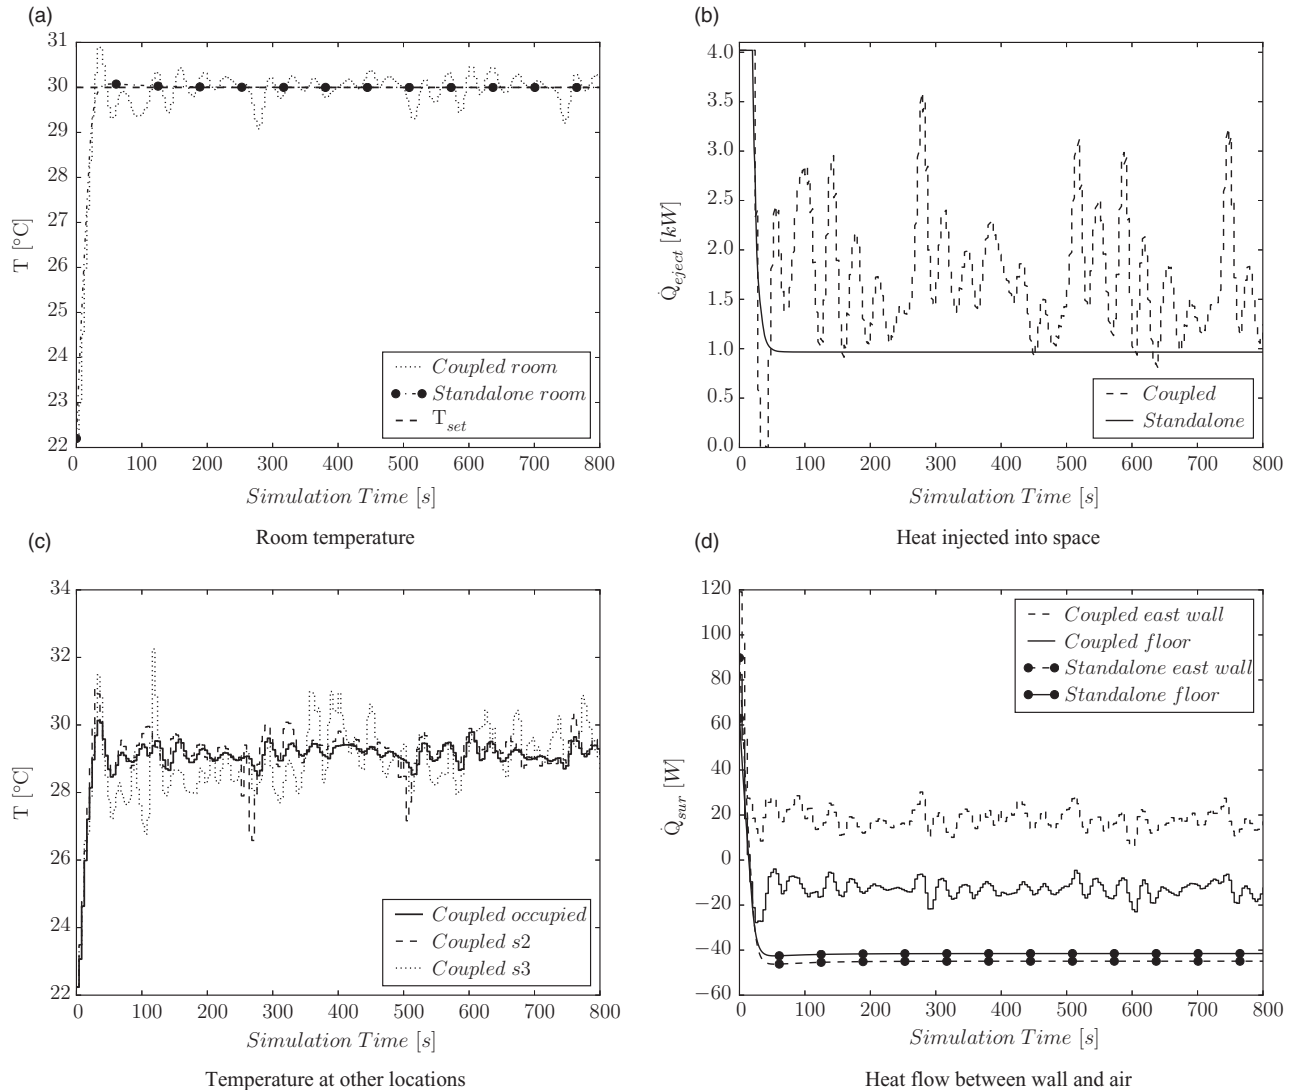 (a)
31
30
29
28
27
26
25
24
23
22
T [°C]
Coupled room
Standalone room
T_set
0 100 200 300 400 500 600 700 800
Simulation Time [s]
Room temperature
(b)
4.0
3.5
3.0
2.5
2.0
1.5
1.0
0.5
0.0
Q̇_eject [kW]
Coupled
Standalone
0 100 200 300 400 500 600 700 800
Simulation Time [s]
Heat injected into space
(c)
34
32
30
28
26
24
22
T [°C]
Coupled occupied
Coupled s2
Coupled s3
0 100 200 300 400 500 600 700 800
Simulation Time [s]
Temperature at other locations
(d)
120
100
80
60
40
20
0
−20
−40
−60
Q̇_sur [W]
Coupled east wall
Coupled floor
Standalone east wall
Standalone floor
0 100 200 300 400 500 600 700 800
Simulation Time [s]
Heat flow between wall and air